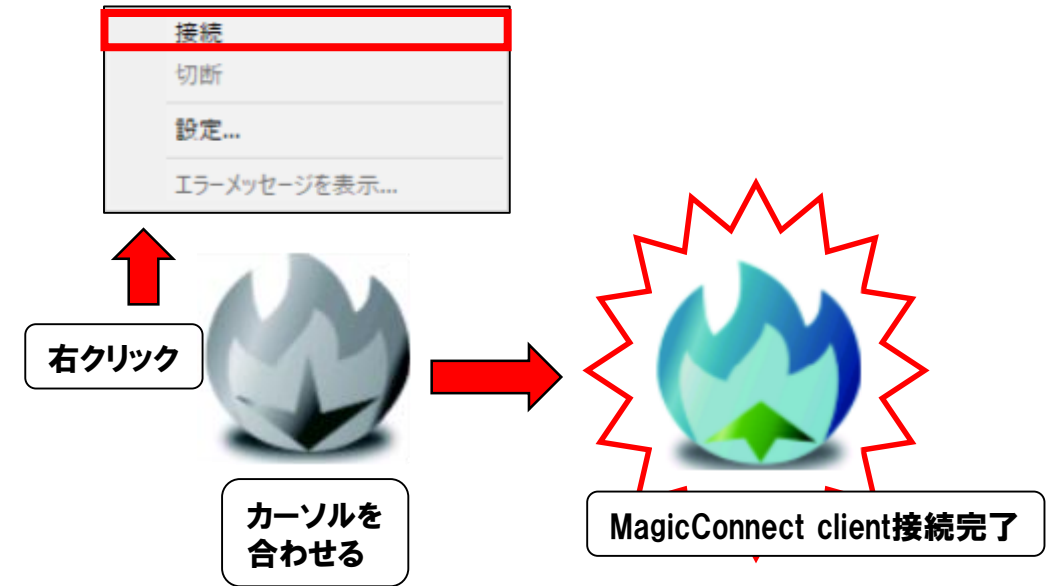 接続
切断
設定...
エラーメッセージを表示...
右クリック
カーソルを
合わせる
MagicConnect client接続完了